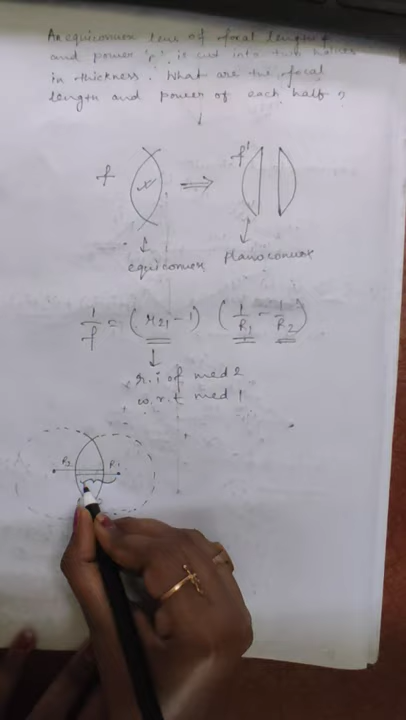 An equiconvex lens of focal length f
and power 'P' is cut into two halves
in thickness. What are the focal
length and power of each half?
f ⇒ f'
equiconvex planoconvex
1/f = (μ21 - 1) (1/R1 - 1/R2)
r.i of med 2
w.r.t med 1
R2 R1